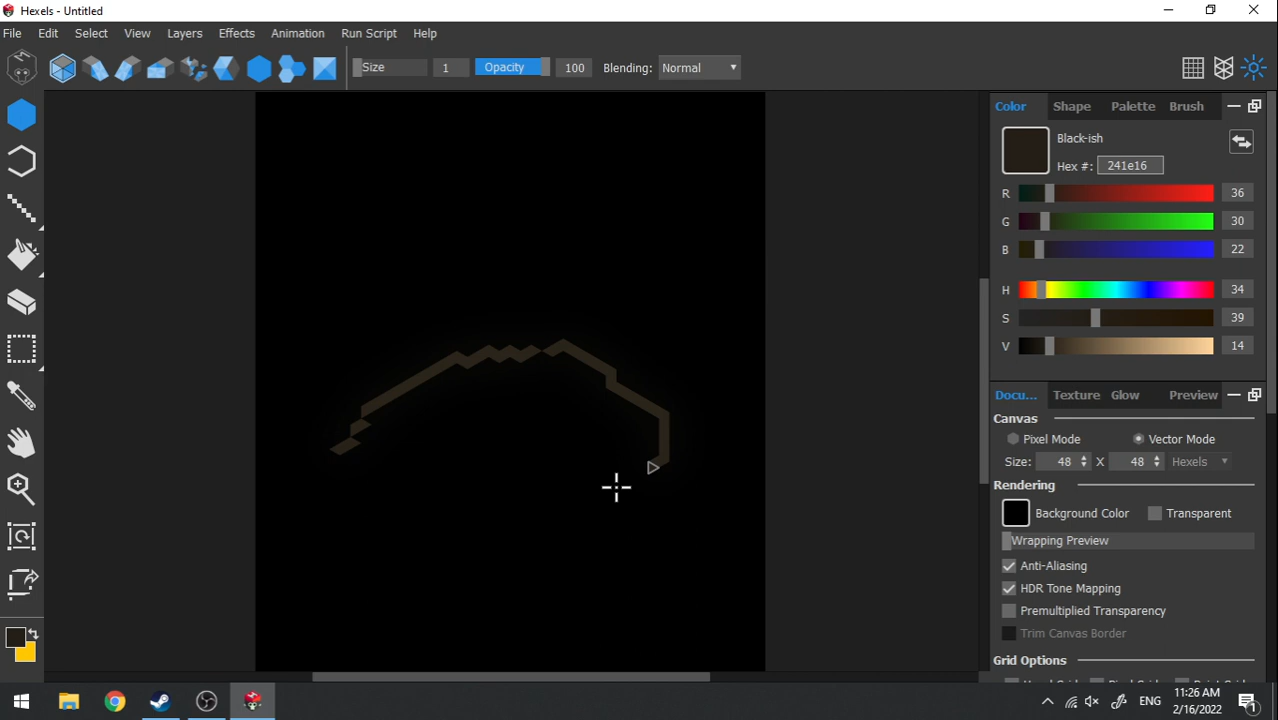 Hexels - Untitled
File Edit Select View Layers Effects Animation Run Script Help
Size 1 Opacity 100 Blending: Normal
Color Shape Palette Brush
Black-ish
Hex #: 241e16
R 36
G 30
B 22
H 34
S 39
V 14
Docu... Texture Glow Preview
Canvas
Pixel Mode Vector Mode
Size: 48 X 48 Hexels
Rendering
Background Color Transparent
Wrapping Preview
Anti-Aliasing
HDR Tone Mapping
Premultiplied Transparency
Trim Canvas Border
Grid Options
ENG 11:26 AM
2/16/2022
1